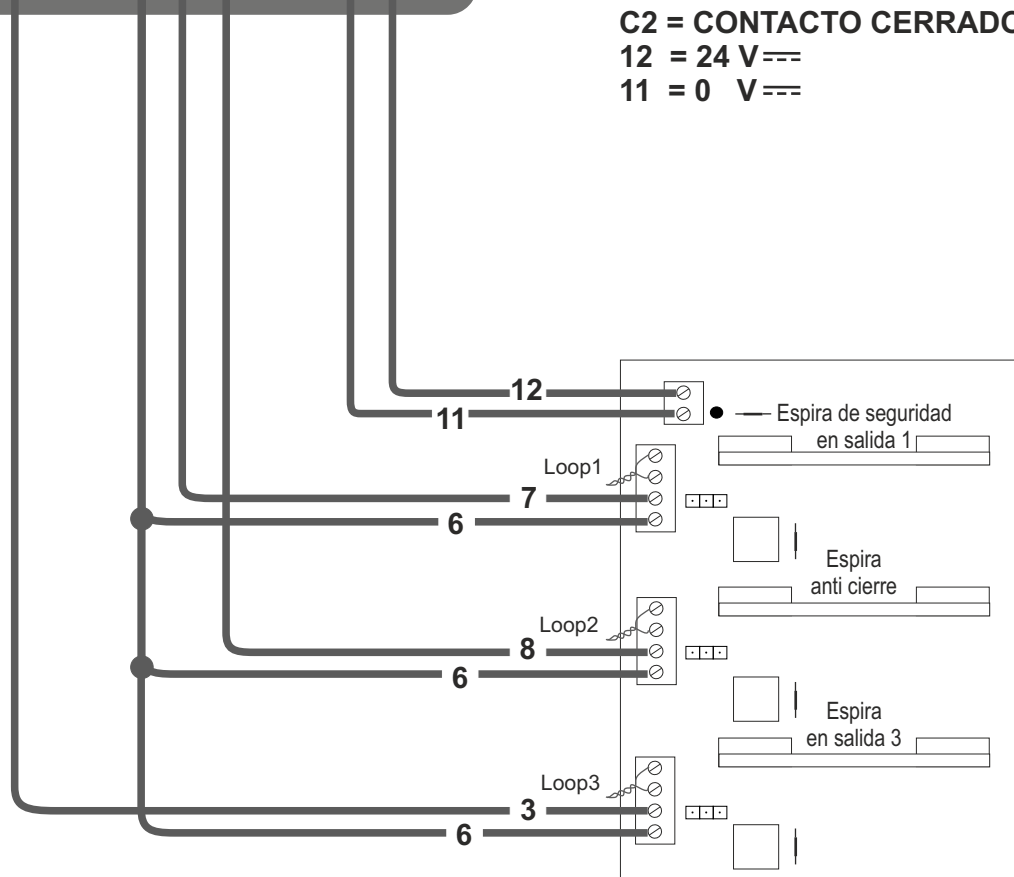 C2 = CONTACTO CERRADO
12 = 24 V
11 = 0 V
12
11
Espira de seguridad
en salida 1
Loop1
7
6
Espira
anti cierre
Loop2
8
6
Espira
en salida 3
Loop3
3
6